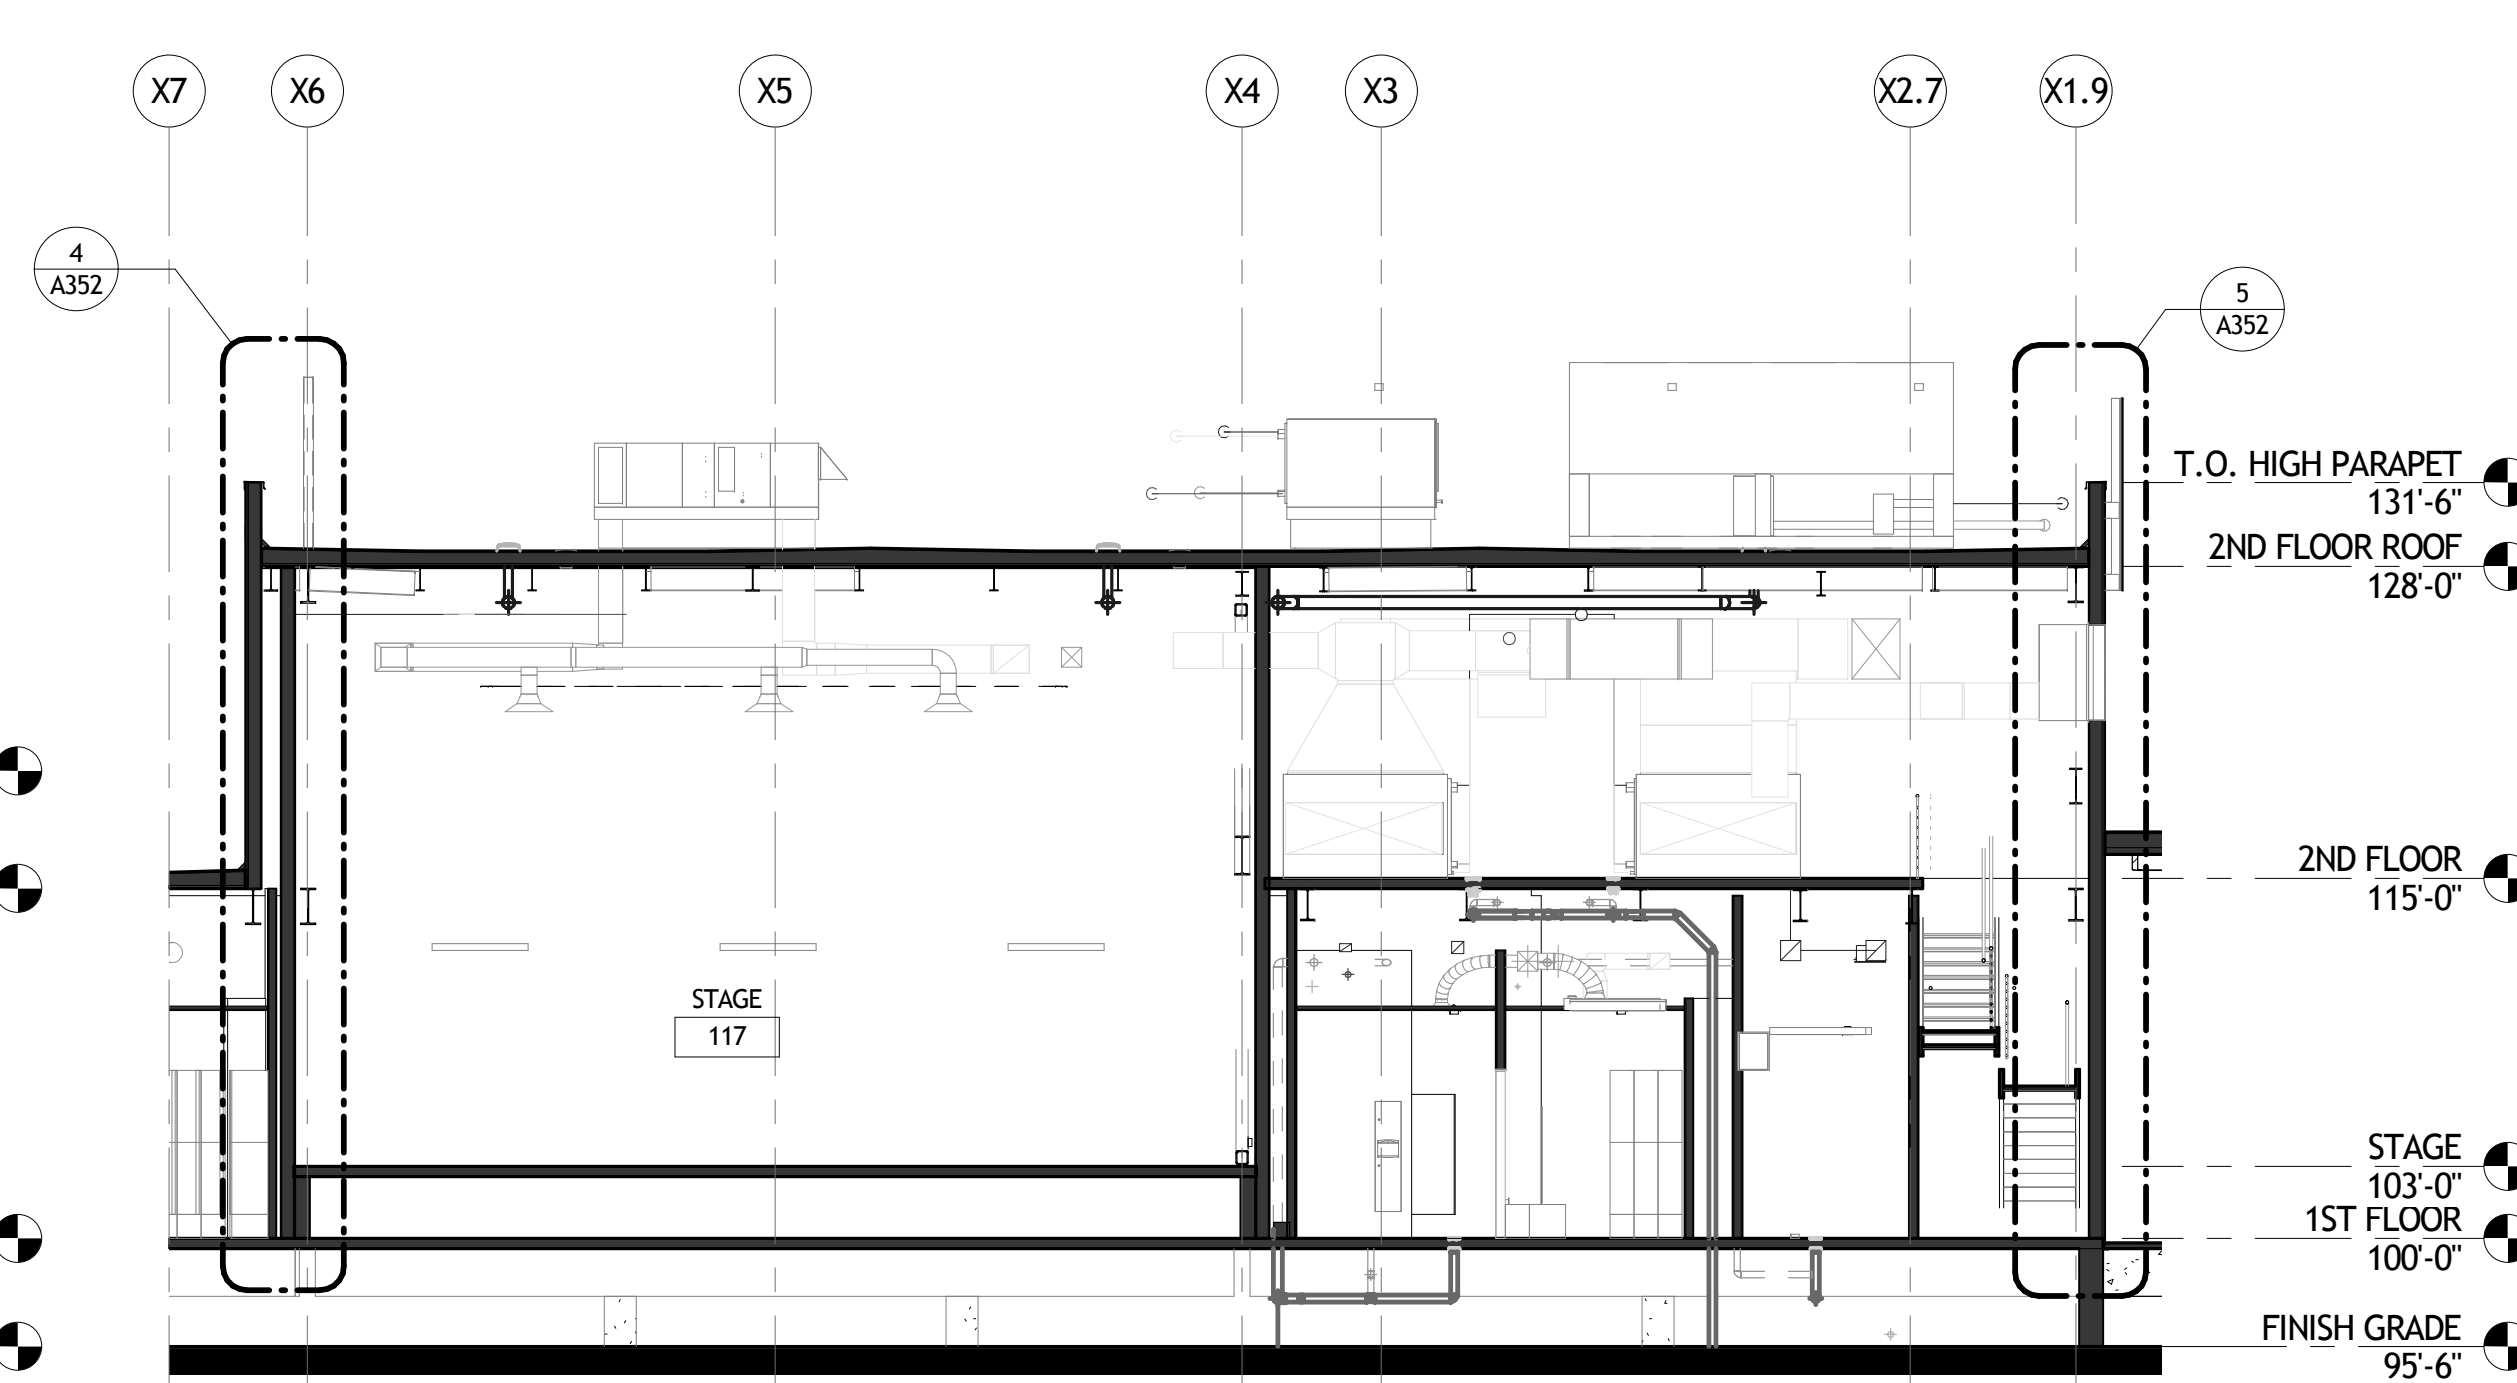 X7
X6
X5
X4
X3
X2.7
X1.9
4
A352
5
A352
T.O. HIGH PARAPET
131'-6"
2ND FLOOR ROOF
128'-0"
2ND FLOOR
115'-0"
STAGE
117
STAGE
103'-0"
1ST FLOOR
100'-0"
FINISH GRADE
95'-6"